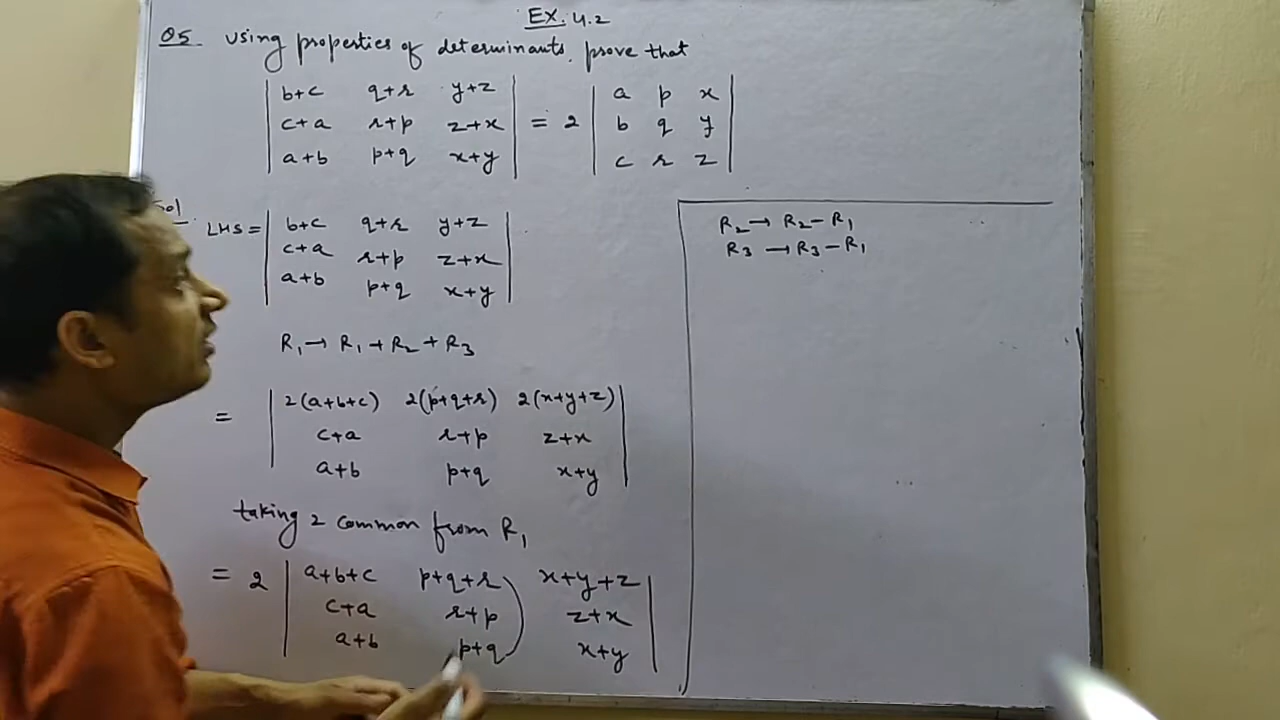 EX. 4.2
Q5. Using properties of determinants, prove that
| b+c q+r y+z |
| c+a r+p z+x | = 2 | a p x |
| a+b p+q x+y | | b q y |
| c r z |
Sol.
LHS = | b+c q+r y+z |
| c+a r+p z+x |
| a+b p+q x+y |
R₁→ R₁ + R₂ + R₃
= | 2(a+b+c) 2(p+q+r) 2(x+y+z) |
| c+a r+p z+x |
| a+b p+q x+y |
taking 2 common from R₁
= 2 | a+b+c p+q+r x+y+z |
| c+a r+p z+x |
| a+b p+q x+y |
R₂→ R₂-R₁
R₃ →R₃-R₁